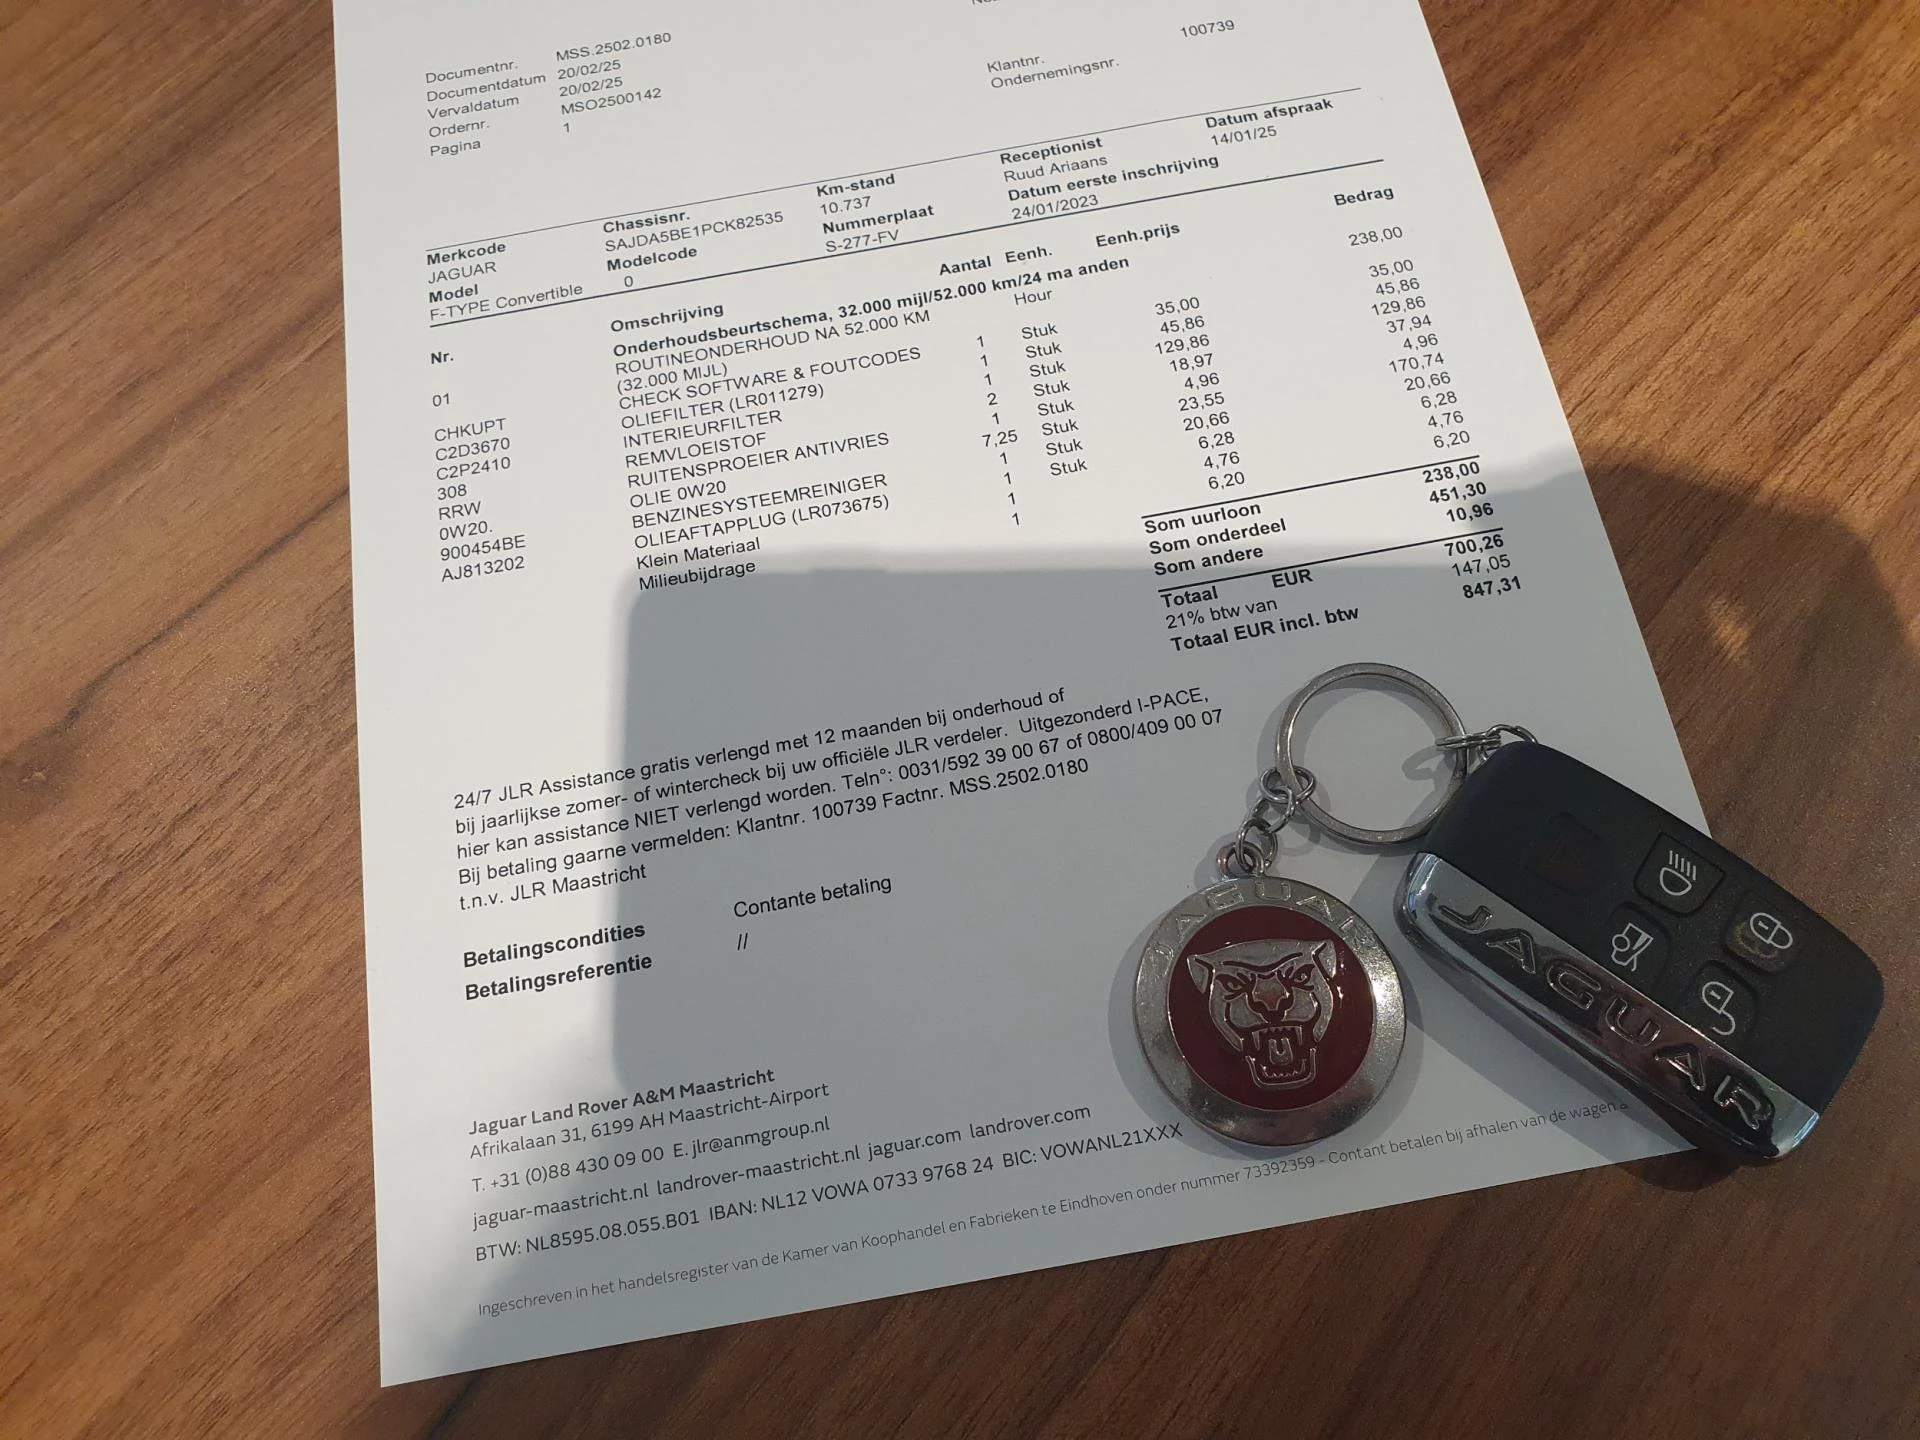 Documentnr. MSS.2502.0180
Documentdatum 20/02/25
Vervaldatum 20/02/25
Ordernr. MSO2500142
Pagina 1
100739
Klantnr.
Ondernemingsnr.
Merkcode Chassisnr. Km-stand Receptionist Datum afspraak
JAGUAR SAJDA5BE1PCK82535 10.737 Ruud Ariaans 14/01/25
Model Modelcode Nummerplaat Datum eerste inschrijving
F-TYPE Convertible 0 S-277-FV 24/01/2023
Nr. Omschrijving Aantal Eenh. Eenh.prijs Bedrag
Onderhoudsbeurtschema, 32.000 mijl/52.000 km/24 ma anden
01 ROUTINEONDERHOUD NA 52.000 KM Hour 238,00
(32.000 MIJL)
CHKUPT CHECK SOFTWARE & FOUTCODES 1 Stuk 35,00 35,00
C2D3670 OLIEFILTER (LR011279) 1 Stuk 45,86 45,86
C2P2410 INTERIEURFILTER 1 Stuk 129,86 129,86
308 REMVLOEISTOF 2 Stuk 18,97 37,94
RRW RUITENSPROEIER ANTIVRIES 1 Stuk 4,96 4,96
0W20. OLIE 0W20 7,25 Stuk 23,55 170,74
900454BE BENZINESYSTEEMREINIGER 1 Stuk 20,66 20,66
AJ813202 OLIEAFTAPPLUG (LR073675) 1 Stuk 6,28 6,28
Klein Materiaal 1 4,76 4,76
Milieubijdrage 1 6,20 6,20
Som uurloon 238,00
Som onderdeel 451,30
Som andere 10,96
Totaal EUR 700,26
21% btw van 147,05
Totaal EUR incl. btw 847,31
24/7 JLR Assistance gratis verlengd met 12 maanden bij onderhoud of
bij jaarlijkse zomer- of wintercheck bij uw officiële JLR verdeler. Uitgezonderd I-PACE,
hier kan assistance NIET verlengd worden. Teln°: 0031/592 39 00 67 of 0800/409 00 07
Bij betaling gaarne vermelden: Klantnr. 100739 Factnr. MSS.2502.0180
t.n.v. JLR Maastricht
Betalingscondities Contante betaling
Betalingsreferentie //
Jaguar Land Rover A&M Maastricht
Afrikalaan 31, 6199 AH Maastricht-Airport
T. +31 (0)88 430 09 00 E. jlr@anmgroup.nl
jaguar-maastricht.nl landrover-maastricht.nl jaguar.com landrover.com
BTW: NL8595.08.055.B01 IBAN: NL12 VOWA 0733 9768 24 BIC: VOWANL21XXX
Ingeschreven in het handelsregister van de Kamer van Koophandel en Fabrieken te Eindhoven onder nummer 73392359 - Contant betalen bij afhalen van de wagen.
JAGUAR
JAGUAR